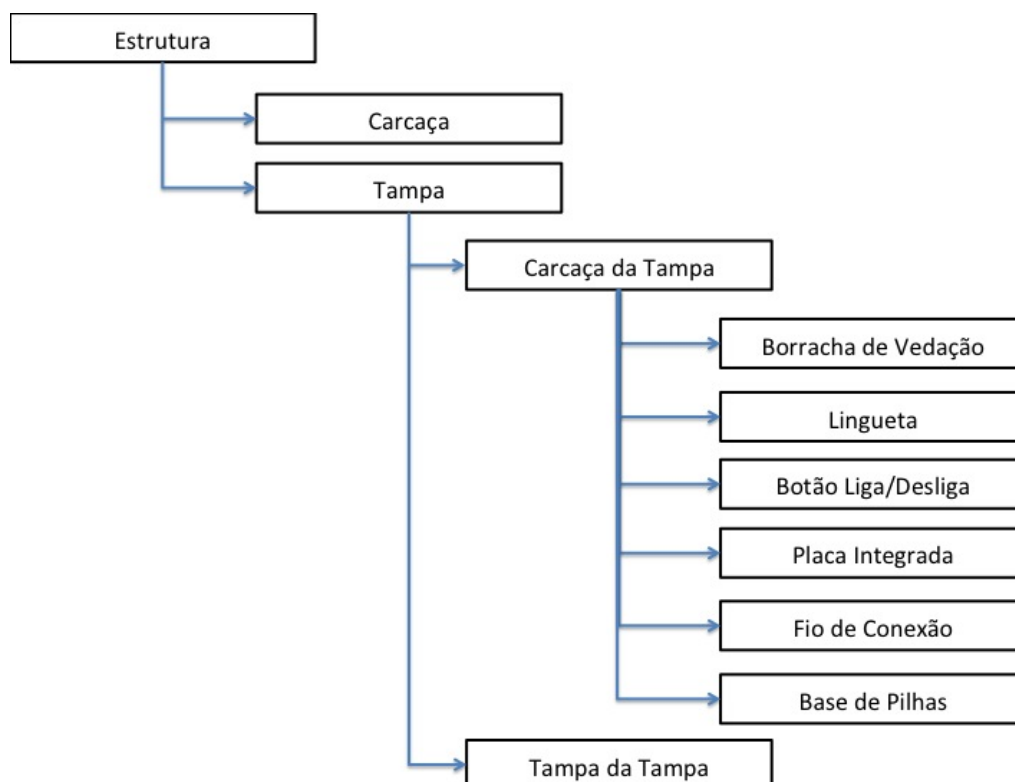 Estrutura
Carcaça
Tampa
Carcaça da Tampa
Borracha de Vedação
Lingueta
Botão Liga/Desliga
Placa Integrada
Fio de Conexão
Base de Pilhas
Tampa da Tampa